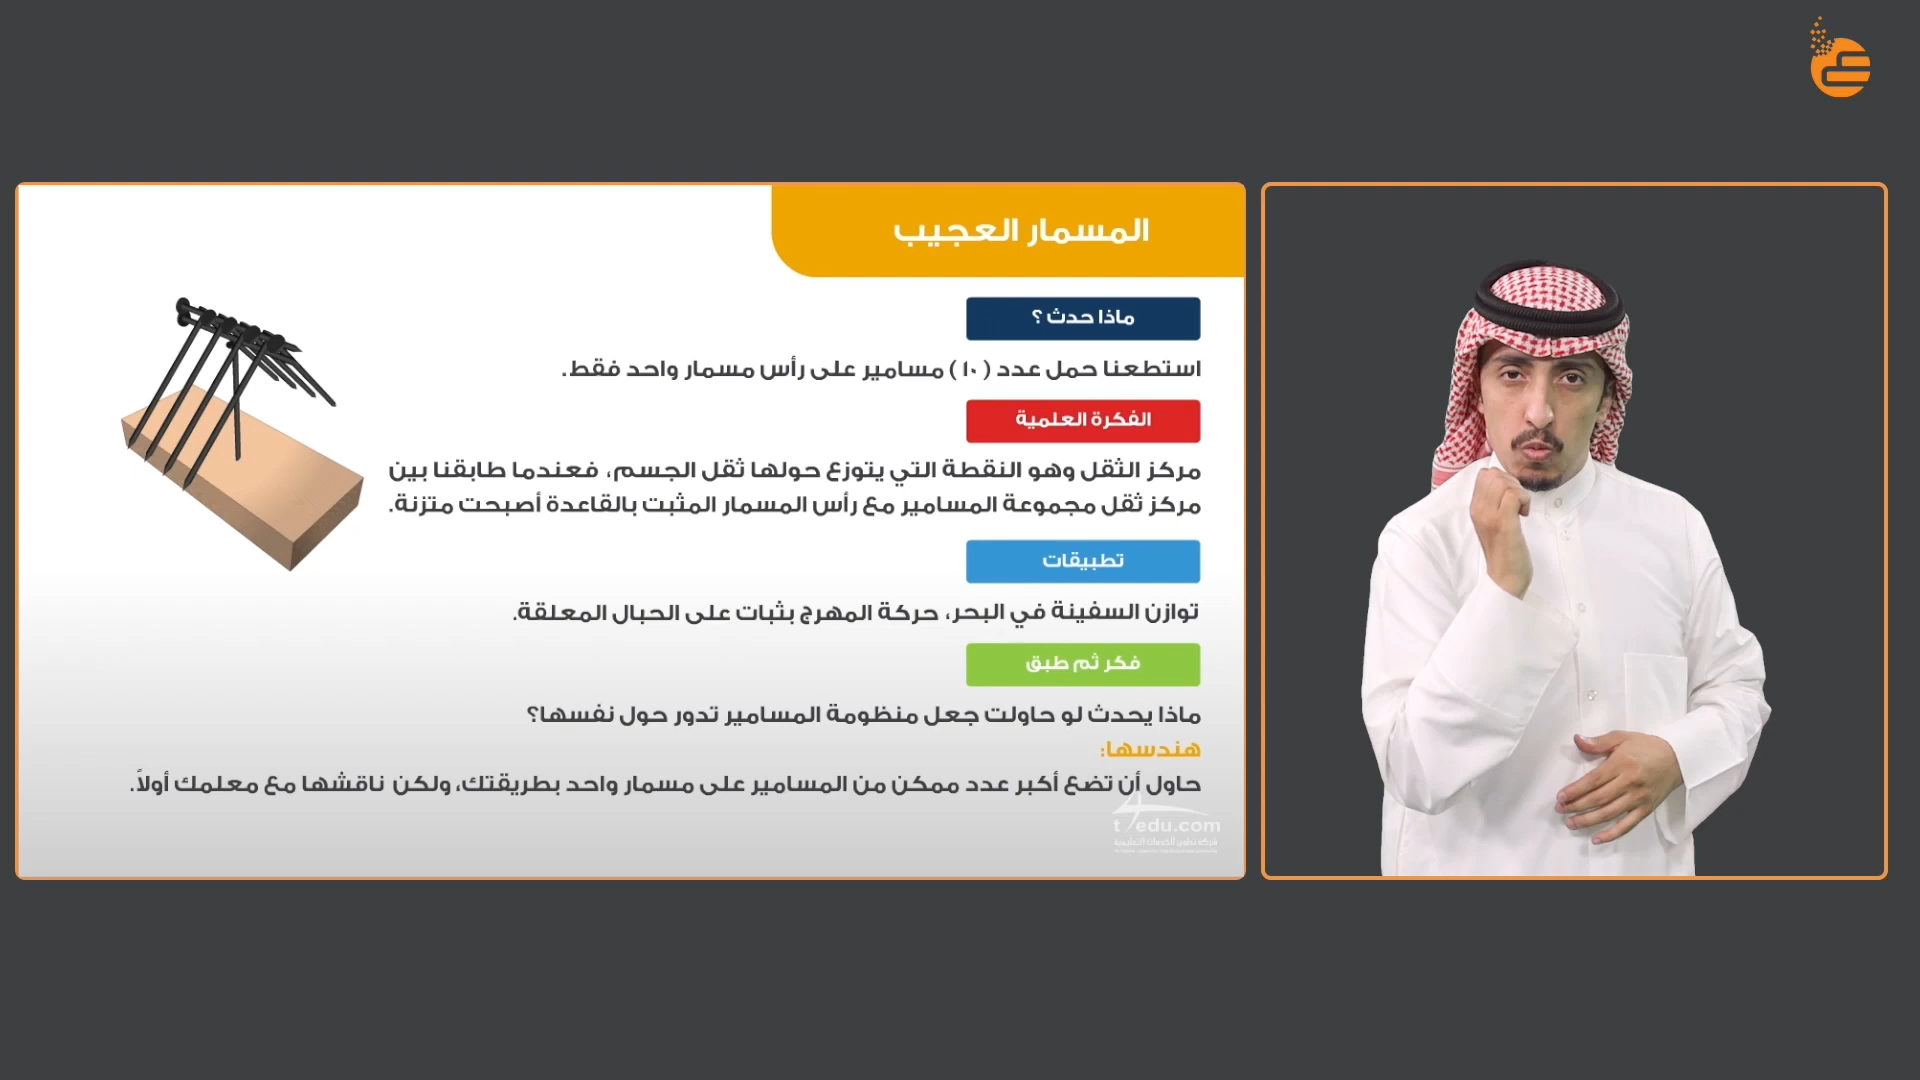 المسمار العجيب
ماذا حدث ؟
استطعنا حمل عدد (١٠) مسامير على رأس مسمار واحد فقط.
الفكرة العلمية
مركز الثقل وهو النقطة التي يتوزع حولها ثقل الجسم، فعندما طابقنا بين
مركز ثقل مجموعة المسامير مع رأس المسمار المثبت بالقاعدة أصبحت متزنة.
تطبيقات
توازن السفينة في البحر، حركة المهرج بثبات على الحبال المعلقة.
فكر ثم طبق
ماذا يحدث لو حاولت جعل منظومة المسامير تدور حول نفسها؟
هندسها:
حاول أن تضع أكبر عدد ممكن من المسامير على مسمار واحد بطريقتك، ولكن ناقشها مع معلمك أولاً.
t4edu.com
شركة تطوير للخدمات التعليمية